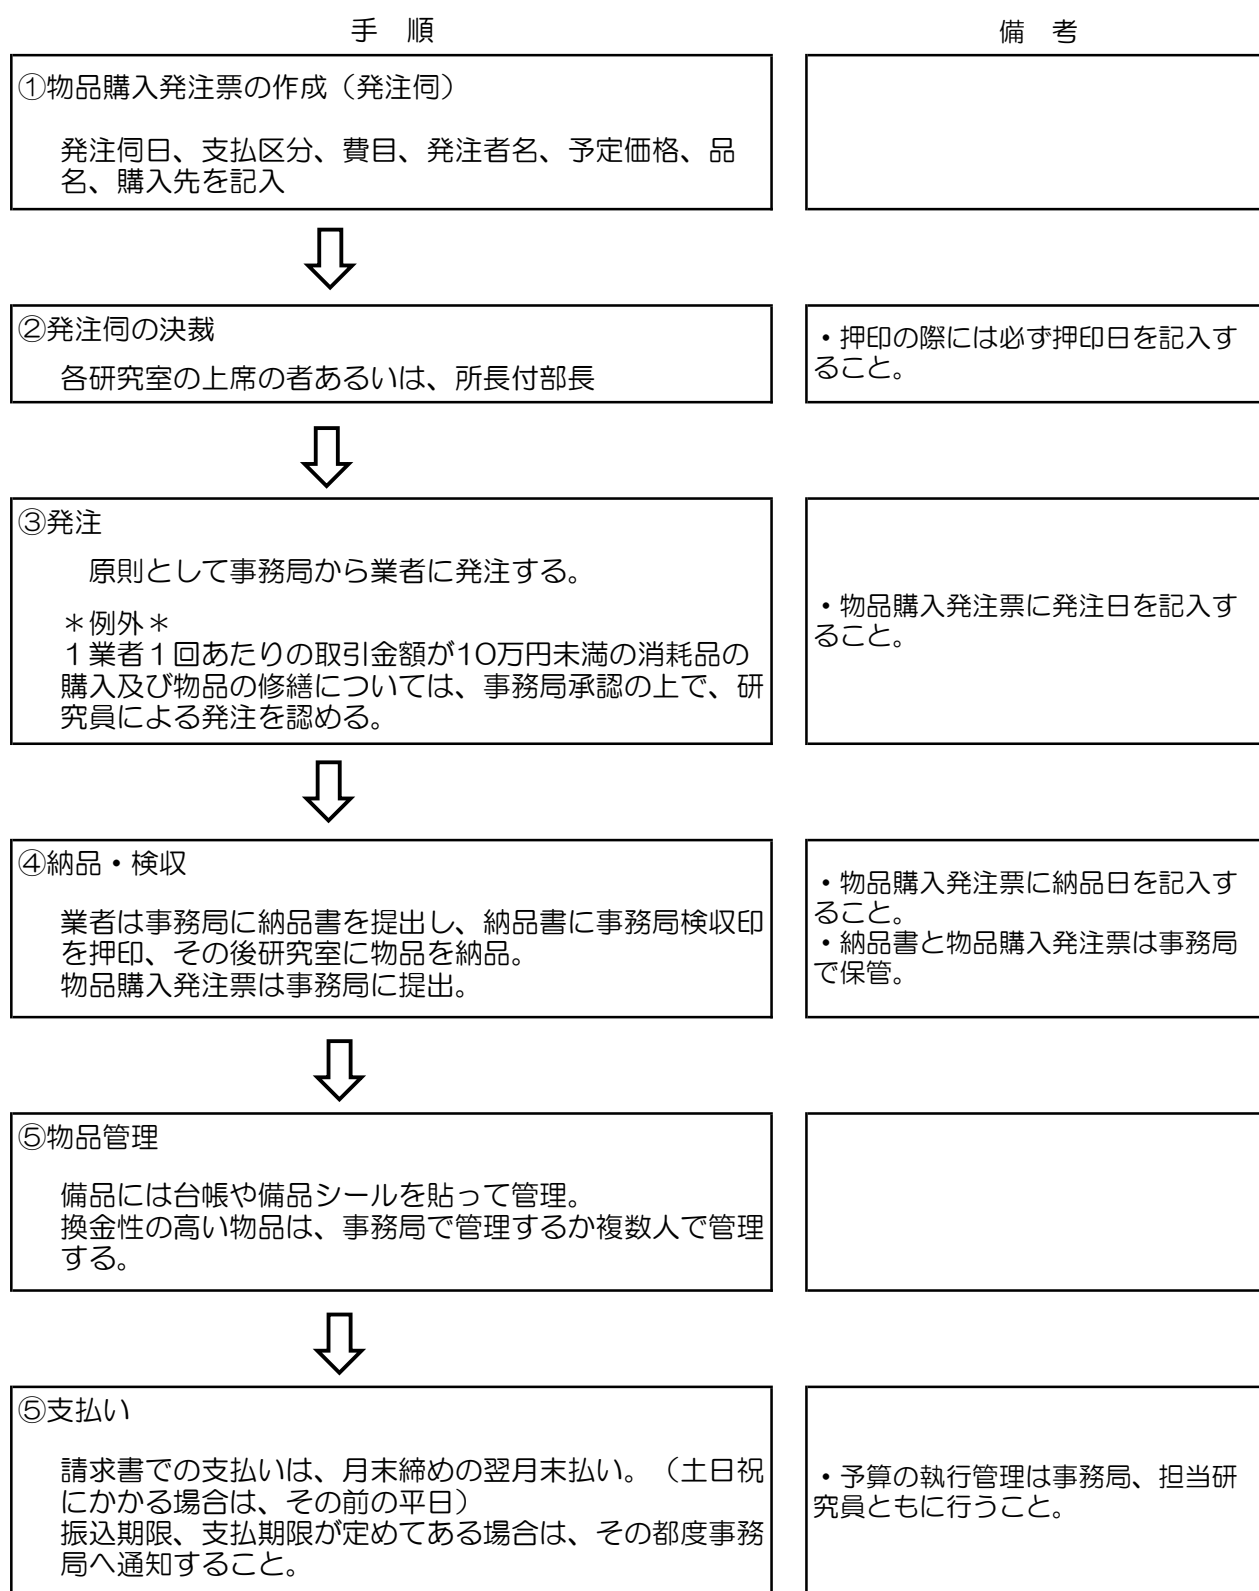 手　順
備　考
①物品購入発注票の作成（発注伺）
発注伺日、支払区分、費目、発注者名、予定価格、品
名、購入先を記入
②発注伺の決裁
各研究室の上席の者あるいは、所長付部長
・押印の際には必ず押印日を記入す
ること。
③発注
原則として事務局から業者に発注する。
＊例外＊
１業者１回あたりの取引金額が10万円未満の消耗品の
購入及び物品の修繕については、事務局承認の上で、研
究員による発注を認める。
・物品購入発注票に発注日を記入す
ること。
④納品・検収
業者は事務局に納品書を提出し、納品書に事務局検収印
を押印、その後研究室に物品を納品。
物品購入発注票は事務局に提出。
・物品購入発注票に納品日を記入す
ること。
・納品書と物品購入発注票は事務局
で保管。
⑤物品管理
備品には台帳や備品シールを貼って管理。
換金性の高い物品は、事務局で管理するか複数人で管理
する。
⑤支払い
請求書での支払いは、月末締めの翌月末払い。（土日祝
にかかる場合は、その前の平日）
振込期限、支払期限が定めてある場合は、その都度事務
局へ通知すること。
・予算の執行管理は事務局、担当研
究員ともに行うこと。